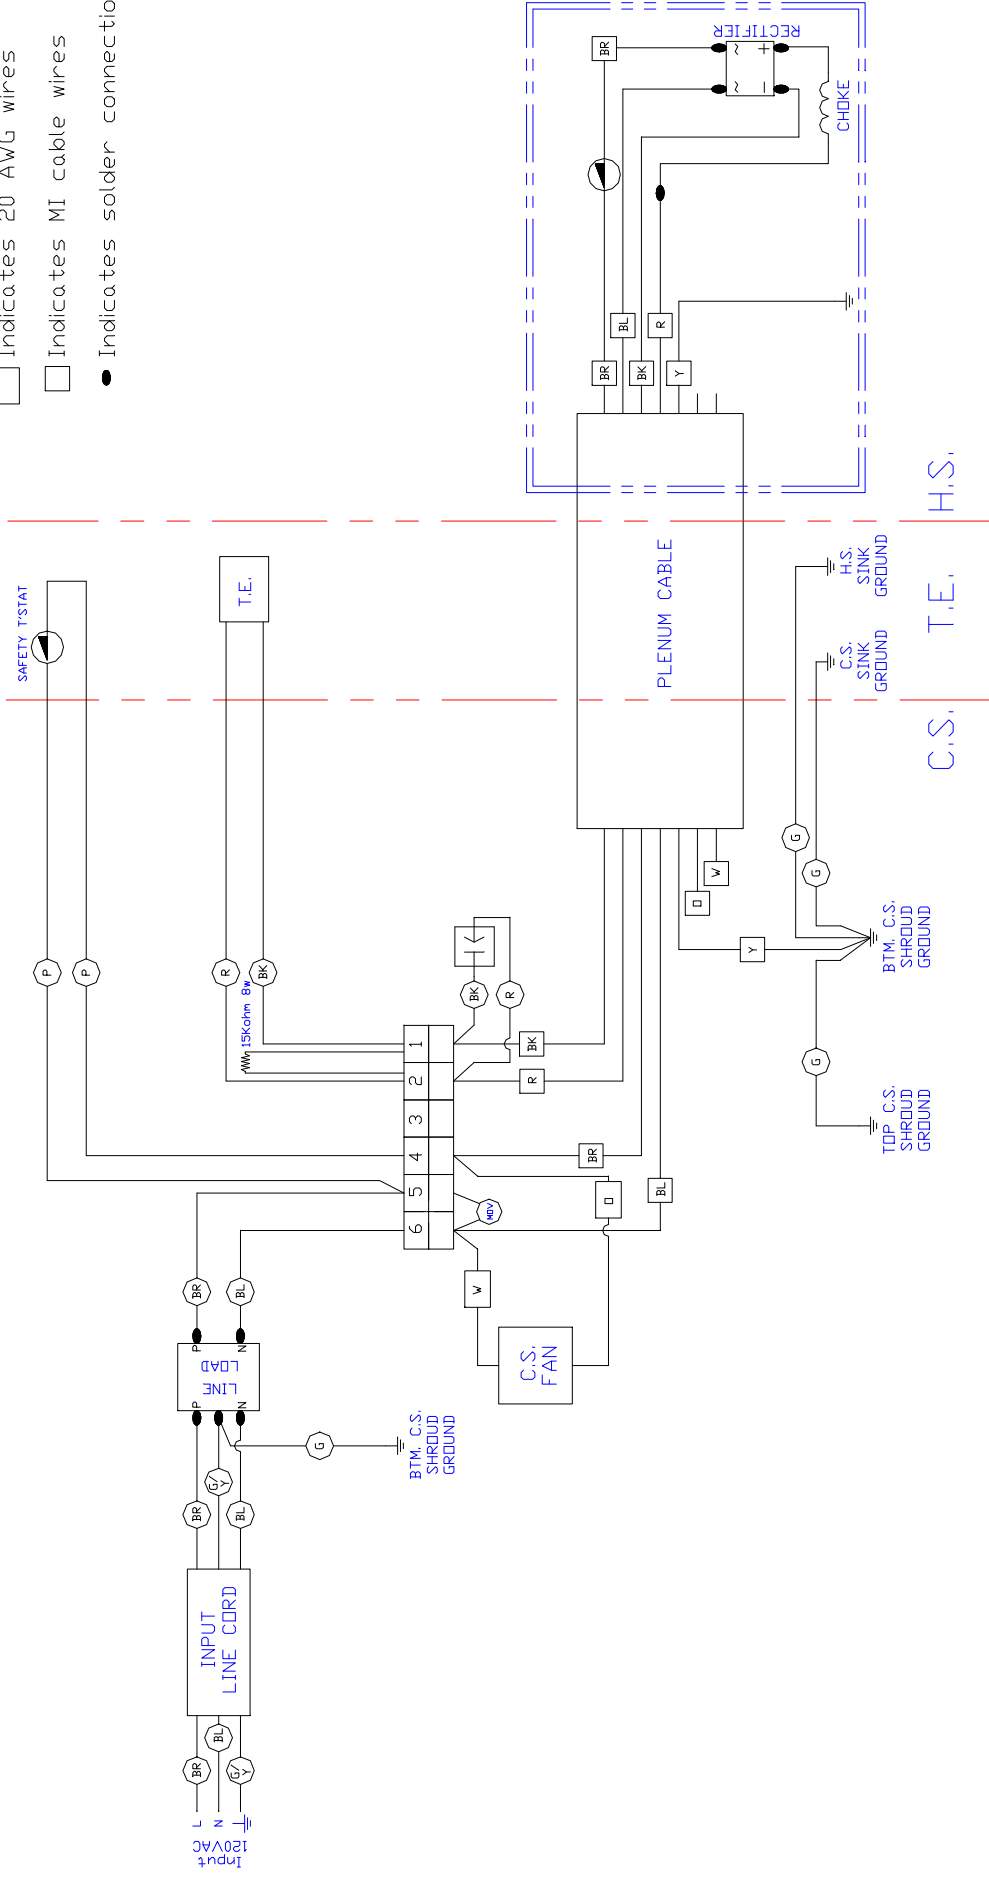 Indicates 20 AWG wires
Indicates MI cable wires
Indicates solder connectio
SAFETY T'STAT
P
P
T.E.
R
BK
15Kohm 8w
BK
R
1
2
3
4
5
6
BK
R
BR
BL
MOV
O
W
C.S.
FAN
BR
BL
P
N
LOAD
LINE
P
N
BR
G/Y
BL
G
BTM. C.S.
SHROUD
GROUND
INPUT
LINE CORD
BR
BL
G/Y
L
N
Input
120VAC
RECTIFIER
BR
~
~
+
-
CHOKE
BL
R
BR
BK
Y
PLENUM CABLE
W
O
Y
G
G
G
H.S.
SINK
GROUND
C.S.
SINK
GROUND
BTM. C.S.
SHROUD
GROUND
TOP C.S.
SHROUD
GROUND
H.S.
T.E.
C.S.